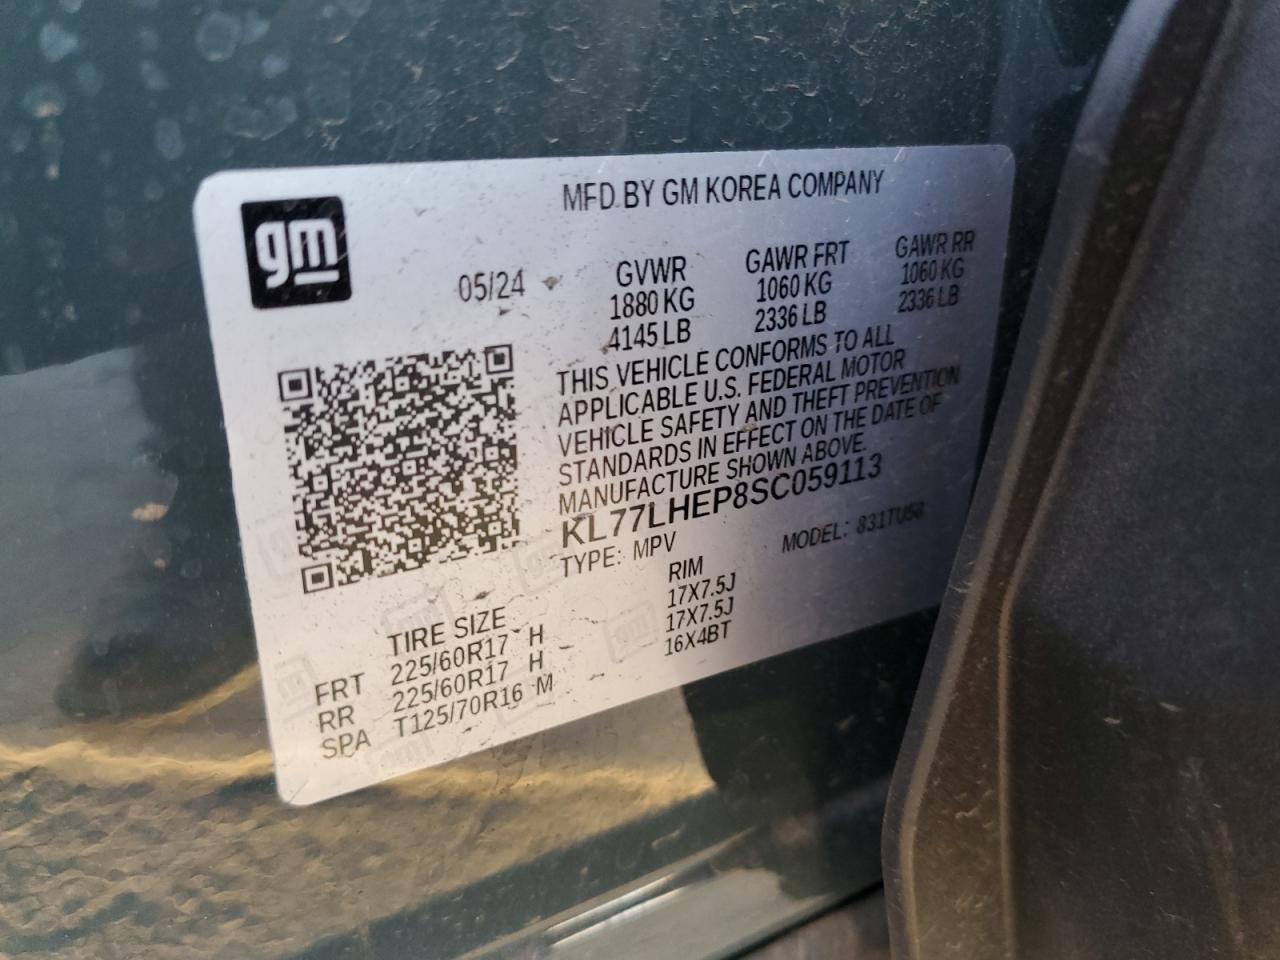 gm
MFD BY GM KOREA COMPANY
05/24
GVWR GAWR FRT GAWR RR
1880 KG 1060 KG 1060 KG
4145 LB 2336 LB 2336 LB
THIS VEHICLE CONFORMS TO ALL
APPLICABLE U.S. FEDERAL MOTOR
VEHICLE SAFETY AND THEFT PREVENTION
STANDARDS IN EFFECT ON THE DATE OF
MANUFACTURE SHOWN ABOVE.
KL77LHEP8SC059113
TYPE: MPV MODEL: 831TU58
TIRE SIZE RIM
FRT 225/60R17 H 17X7.5J
RR 225/60R17 H 17X7.5J
SPA T125/70R16 M 16X4BT